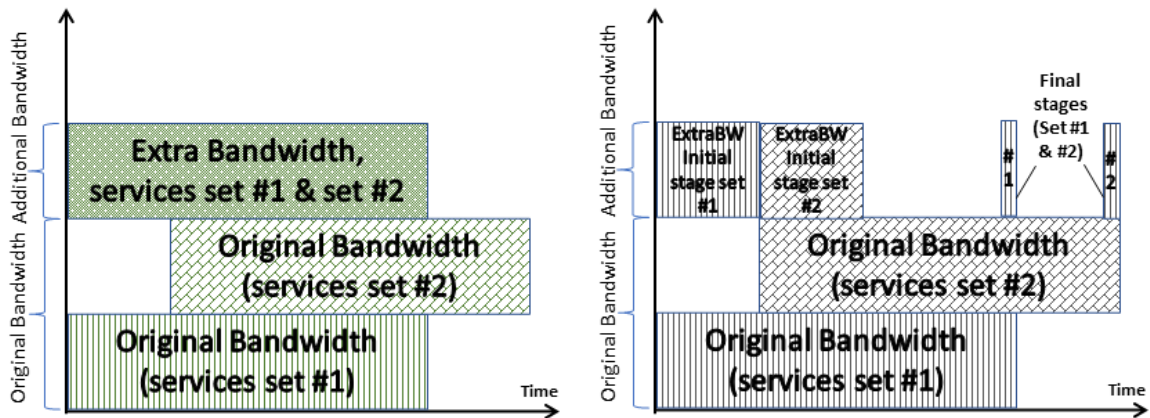 Additional Bandwidth
Original Bandwidth
Extra Bandwidth,
services set #1 & set #2
Original Bandwidth
(services set #2)
Original Bandwidth
(services set #1)
Time
Additional Bandwidth
Original Bandwidth
ExtraBW
Initial
stage set
#1
ExtraBW
Initial
stage set
#2
Final
stages
(Set #1
& #2)
#
1
#
2
Original Bandwidth
(services set #2)
Original Bandwidth
(services set #1)
Time